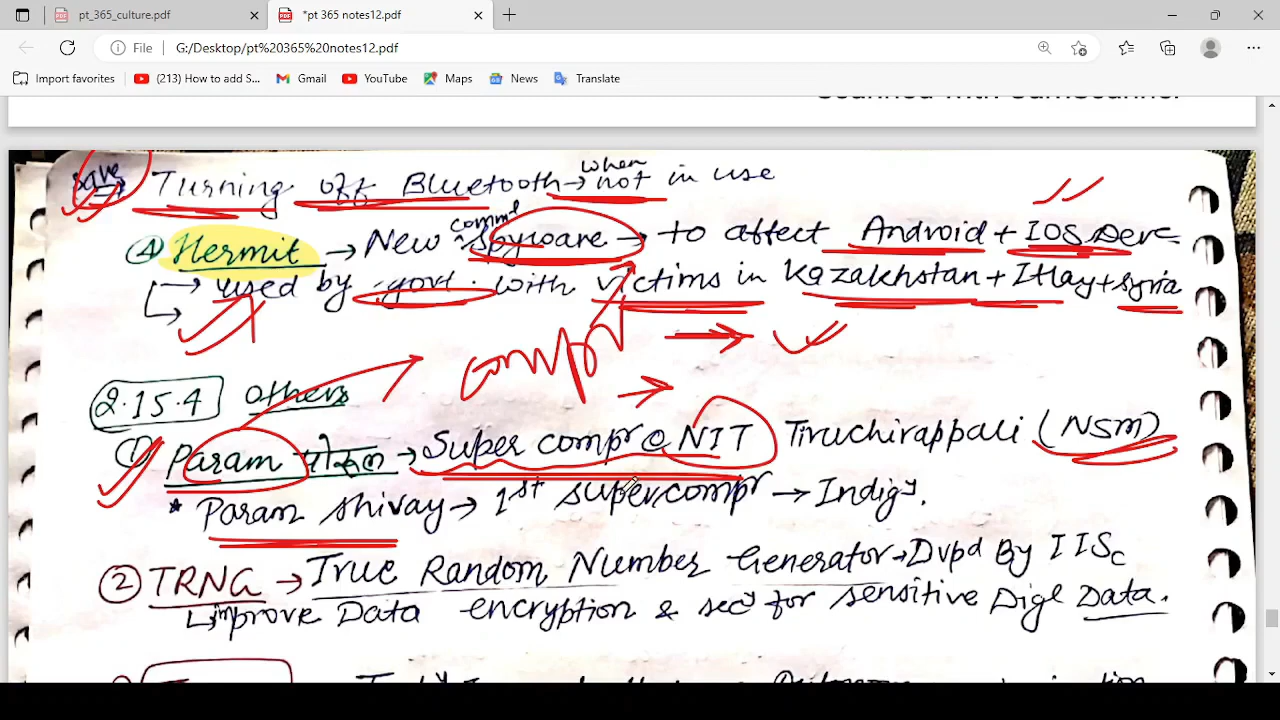 pt_365_culture.pdf
*pt 365 notes12.pdf
File G:/Desktop/pt%20365%20notes12.pdf
Import favorites (213) How to add S... Gmail YouTube Maps News Translate
Save Turning off Bluetooth → when not in use
④ Hermit → New comml spyware → to affect Android + IOS Devc
→ used by govt. with victims in Kazakhstan + Itlay + Syria
compr
2.15.4 Others
① Param → Super compr @ NIT Tiruchirappali (NSM)
* Param Shivay → 1st supercompr → Indigy.
② TRNG → True Random Number Generator → Dvpd By IISc
improve Data encryption & secy for sensitive Digl Data.